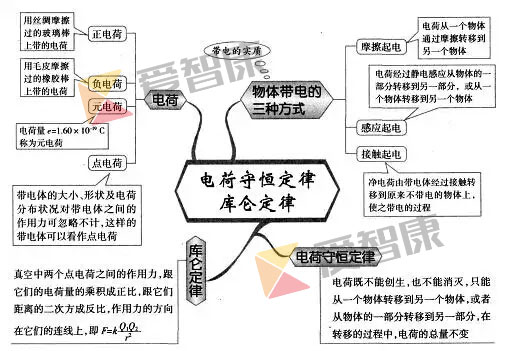 用丝绸摩擦
过的玻璃棒
上带的电荷
正电荷
用毛皮摩擦
过的橡胶棒
上带的电荷
负电荷
元电荷
电荷量 e=1.60×10⁻¹⁹ C
称为元电荷
点电荷
带电体的大小、形状及电荷
分布状况对带电体之间的
作用力可忽略不计,这样的
带电体可以看作点电荷
电荷
带电的实质
物体带电的
三种方式
摩擦起电
电荷从一个物体
通过摩擦转移到
另一个物体
电荷经过静电感应从物体的一
部分转移到另一部分,或从一
个物体转移到另一个物体
感应起电
接触起电
净电荷由带电体经过接触转
移到原来不带电的物体上,
使之带电的过程
电荷守恒定律
库仑定律
库仑定律
真空中两个点电荷之间的作用力,跟
它们的电荷量的乘积成正比,跟它们
距离的二次方成反比,作用力的方向
在它们的连线上,即 F=kQ₁Q₂/r²
电荷守恒定律
电荷既不能创生,也不能消灭,只能
从一个物体转移到另一个物体,或者
从物体的一部分转移到另一部分,在
转移的过程中,电荷的总量不变
爱智康
爱智康